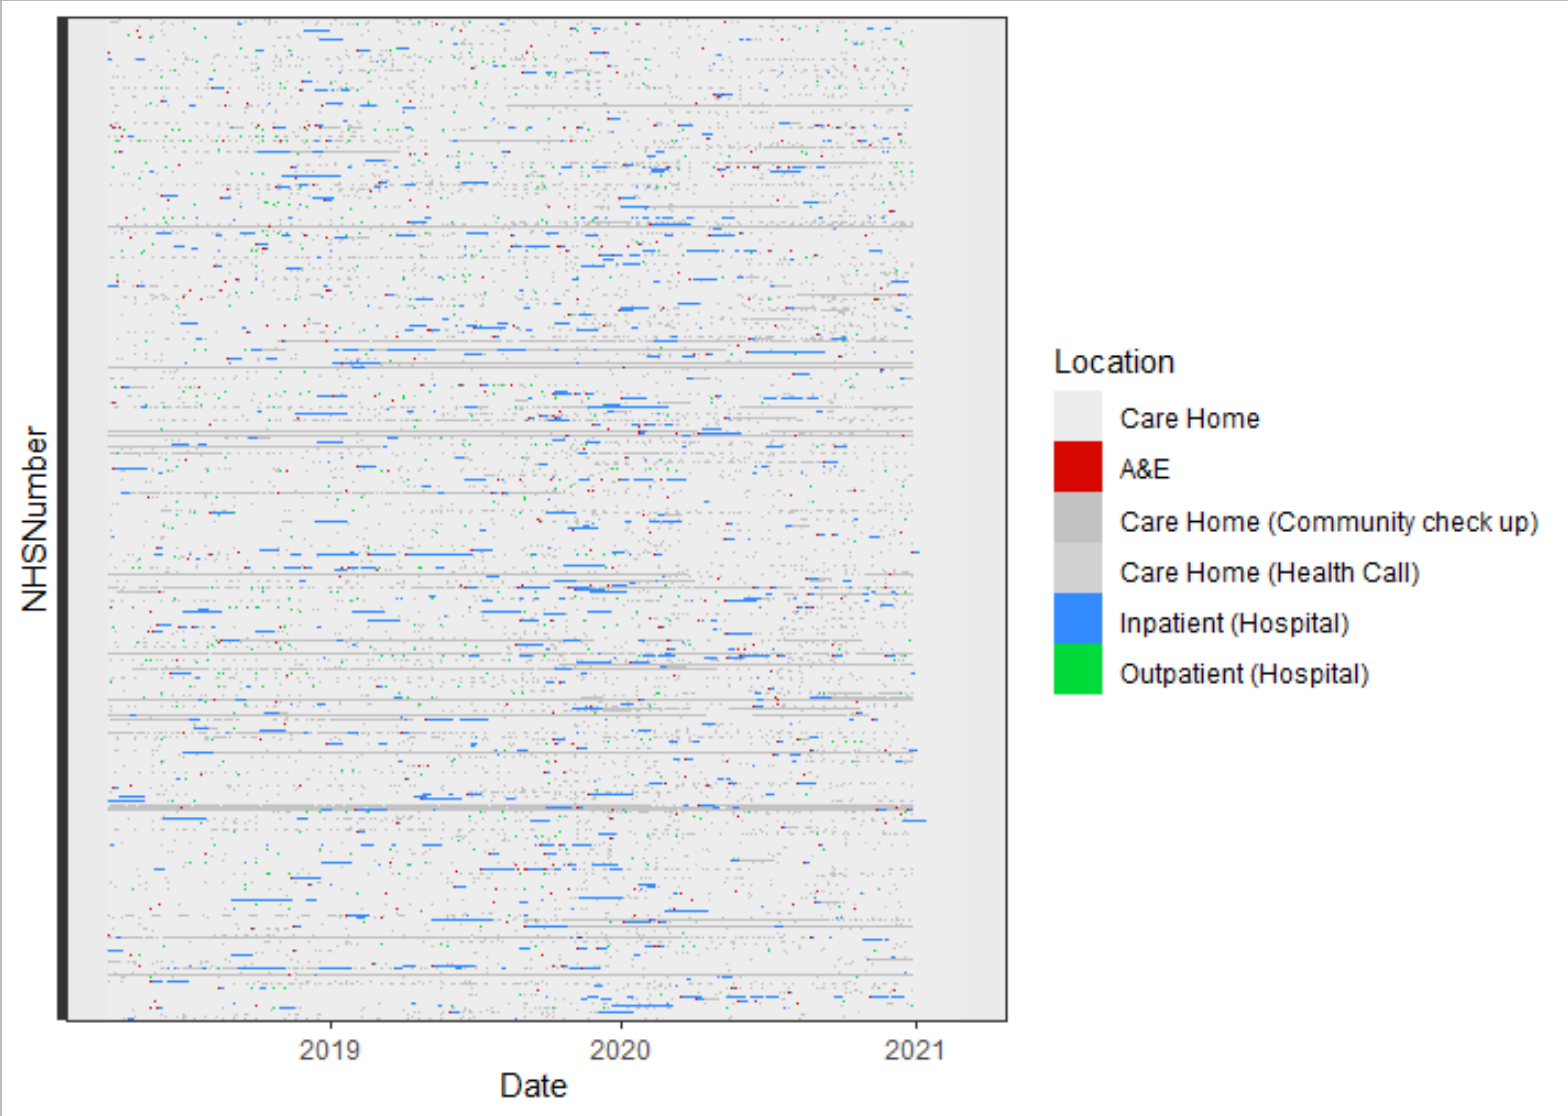 NHSNumber
2019
2020
2021
Date
Location
Care Home
A&E
Care Home (Community check up)
Care Home (Health Call)
Inpatient (Hospital)
Outpatient (Hospital)